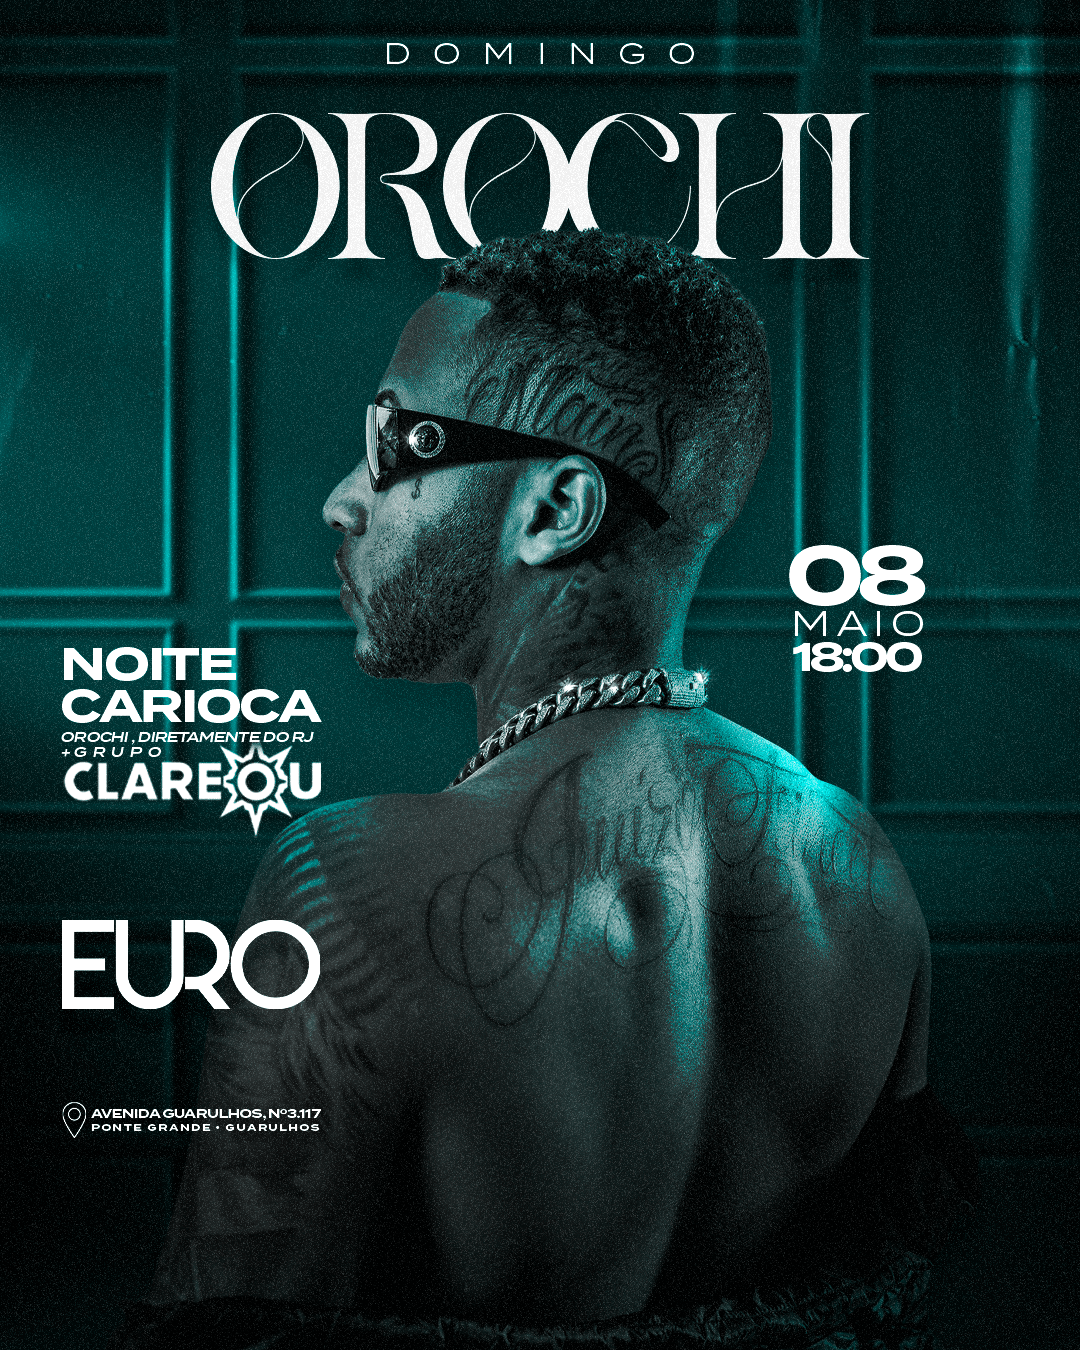 DOMINGO
OROCHI
08
MAIO
18:00
NOITE
CARIOCA
OROCHI, DIRETAMENTE DO RJ
+GRUPO
CLAREOU
EURO
AVENIDA GUARULHOS, Nº3.117
PONTE GRANDE • GUARULHOS